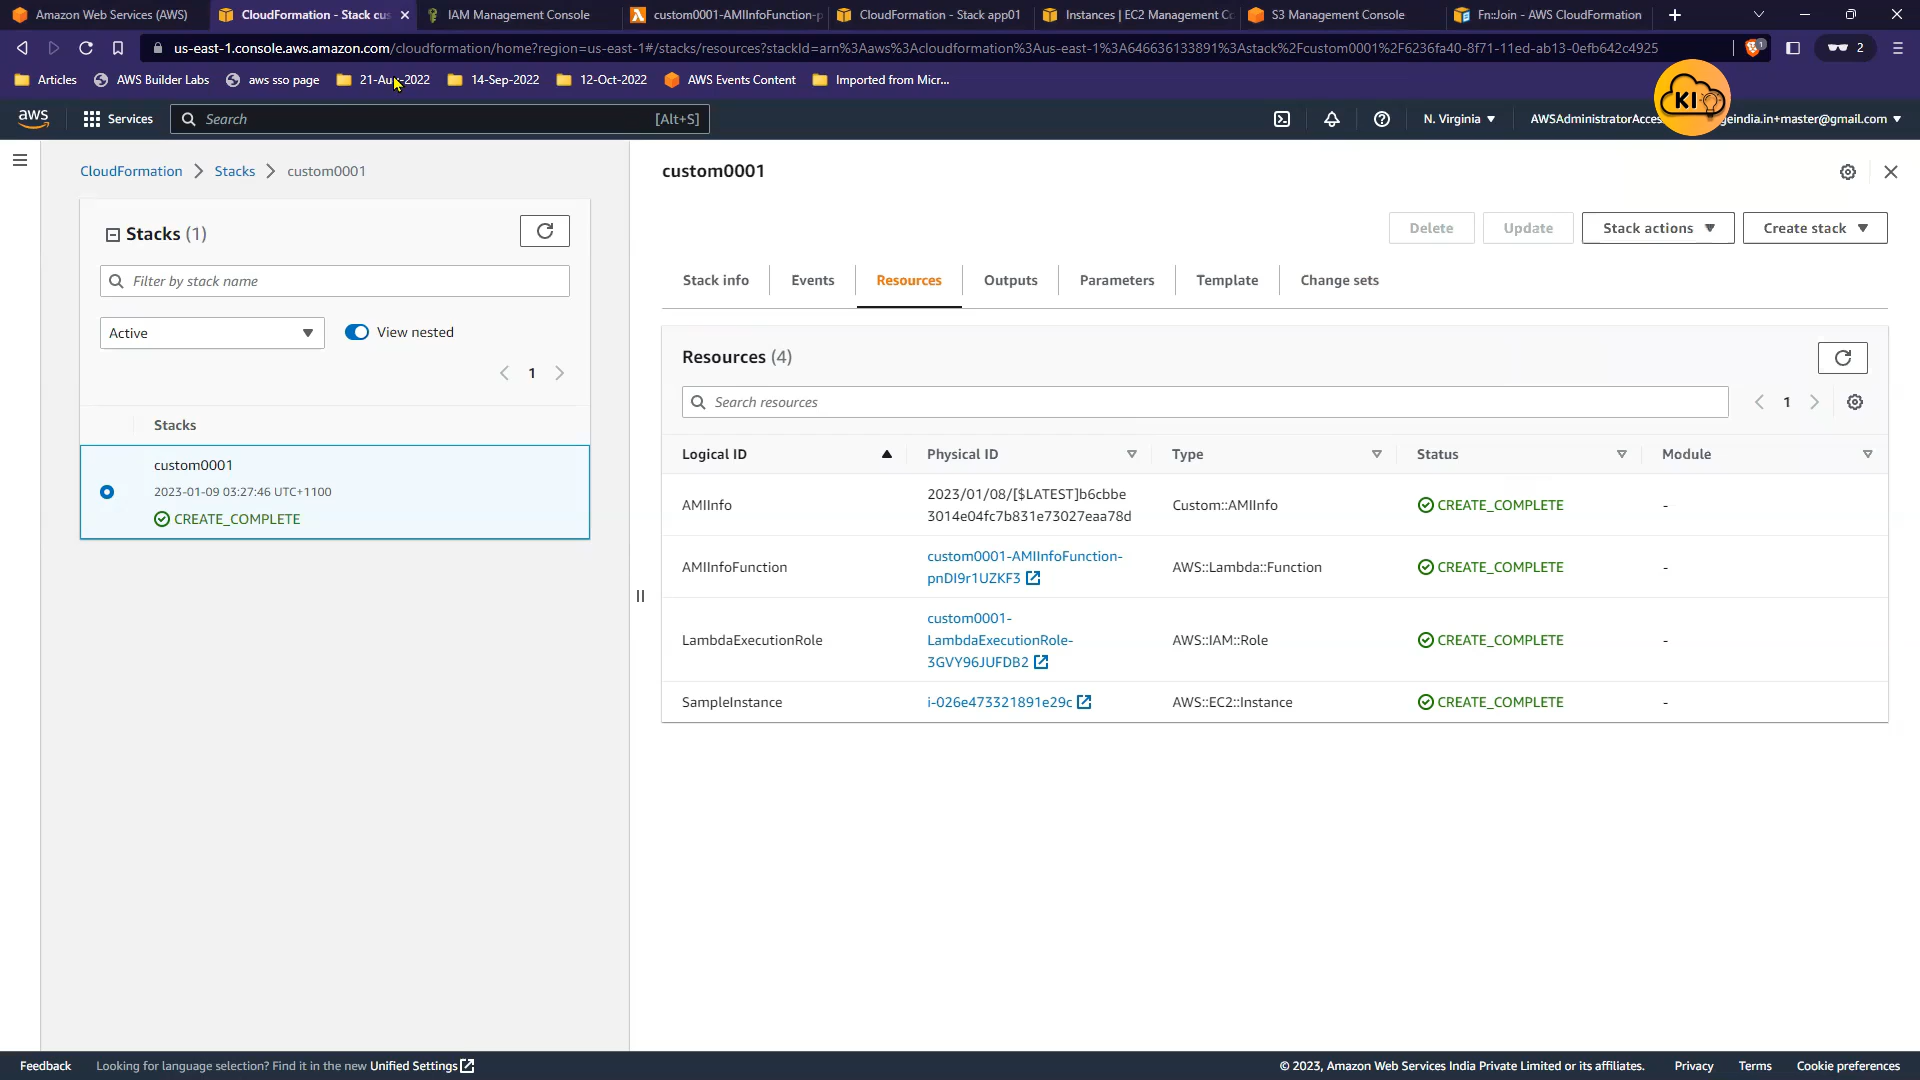 Amazon Web Services (AWS)
CloudFormation - Stack cus
IAM Management Console
custom0001-AMIInfoFunction-p
CloudFormation - Stack app01
Instances | EC2 Management Co
S3 Management Console
Fn::Join - AWS CloudFormation
us-east-1.console.aws.amazon.com/cloudformation/home?region=us-east-1#/stacks/resources?stackId=arn%3Aaws%3Acloudformation%3Aus-east-1%3A646636133891%3Astack%2Fcustom0001%2F6236fa40-8f71-11ed-ab13-0efb642c4925
1
2
Articles
AWS Builder Labs
aws sso page
21-Aug-2022
14-Sep-2022
12-Oct-2022
AWS Events Content
Imported from Micr...
KI
aws
Services
Search
[Alt+S]
N. Virginia
AWSAdministratorAcces
geindia.in+master@gmail.com
CloudFormation
Stacks
custom0001
Stacks (1)
Filter by stack name
Active
View nested
1
Stacks
custom0001
2023-01-09 03:27:46 UTC+1100
CREATE_COMPLETE
custom0001
Delete
Update
Stack actions
Create stack
Stack info
Events
Resources
Outputs
Parameters
Template
Change sets
Resources (4)
Search resources
1
Logical ID
Physical ID
Type
Status
Module
AMIInfo
2023/01/08/[$LATEST]b6cbbe
3014e04fc7b831e73027eaa78d
Custom::AMIInfo
CREATE_COMPLETE
-
AMIInfoFunction
custom0001-AMIInfoFunction-
pnDI9r1UZKF3
AWS::Lambda::Function
CREATE_COMPLETE
-
LambdaExecutionRole
custom0001-
LambdaExecutionRole-
3GVY96JUFDB2
AWS::IAM::Role
CREATE_COMPLETE
-
SampleInstance
i-026e473321891e29c
AWS::EC2::Instance
CREATE_COMPLETE
-
Feedback
Looking for language selection? Find it in the new Unified Settings
© 2023, Amazon Web Services India Private Limited or its affiliates.
Privacy
Terms
Cookie preferences